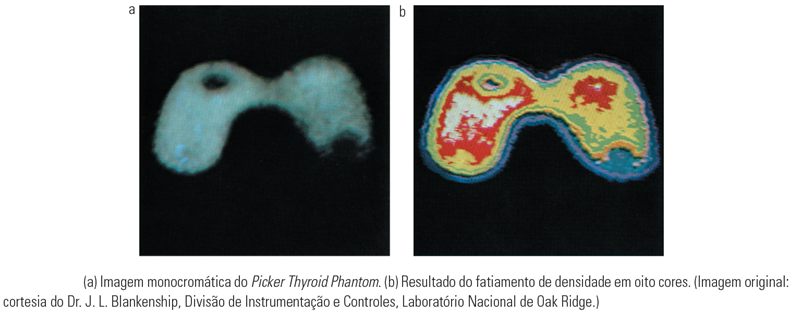 a
b
(a) Imagem monocromática do Picker Thyroid Phantom. (b) Resultado do fatiamento de densidade em oito cores. (Imagem original:
cortesia do Dr. J. L. Blankenship, Divisão de Instrumentação e Controles, Laboratório Nacional de Oak Ridge.)